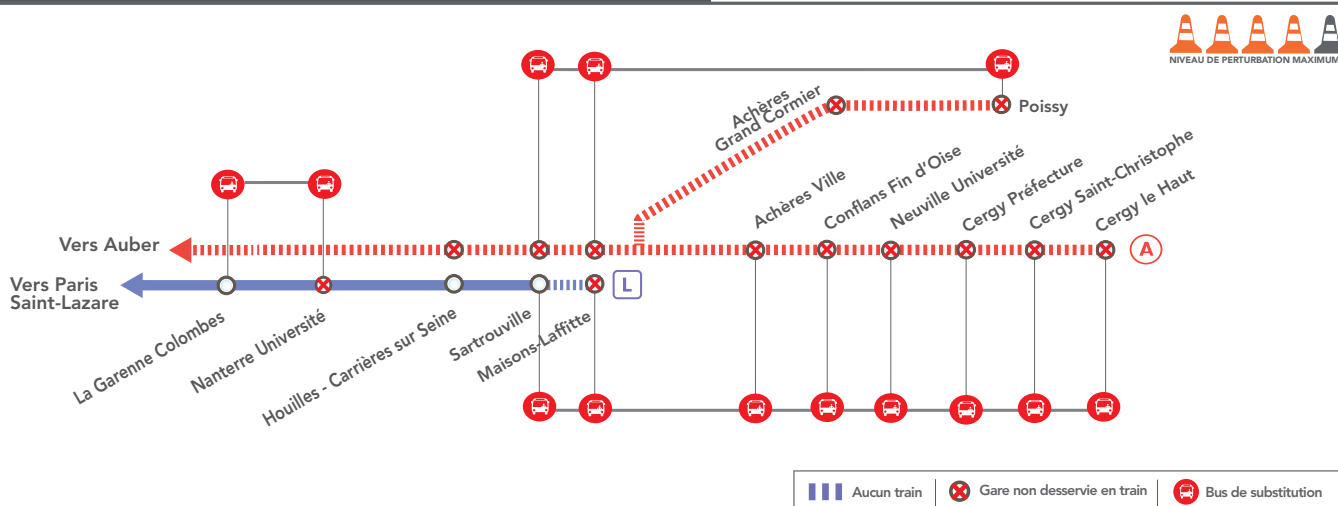 NIVEAU DE PERTURBATION MAXIMUM
Achères
Grand Cormier
Poissy
Achères Ville
Conflans Fin d'Oise
Neuville Université
Cergy Préfecture
Cergy Saint-Christophe
Cergy le Haut
Vers Auber
A
Vers Paris
Saint-Lazare
L
La Garenne Colombes
Nanterre Université
Houilles - Carrières sur Seine
Sartrouville
Maisons-Laffitte
Aucun train
Gare non desservie en train
Bus de substitution